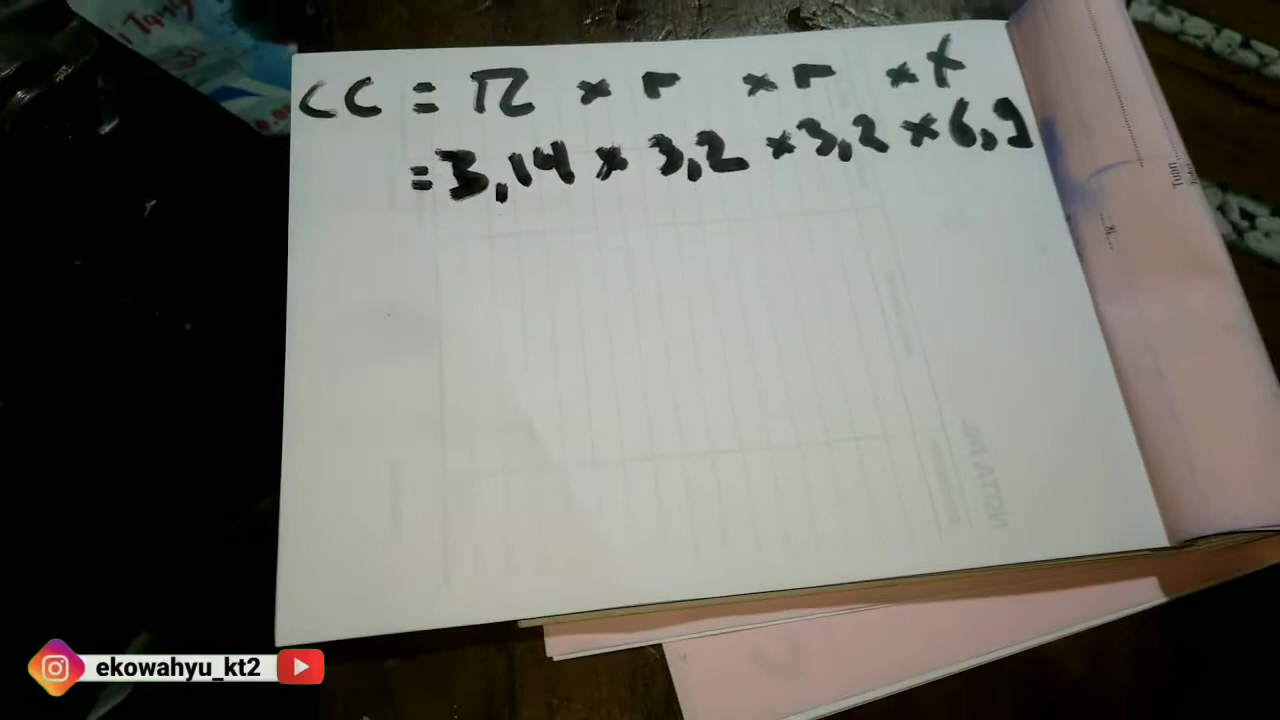 CC = π × r × r × t
= 3,14 × 3,2 × 3,2 × 6,9
ekowahyu_kt2